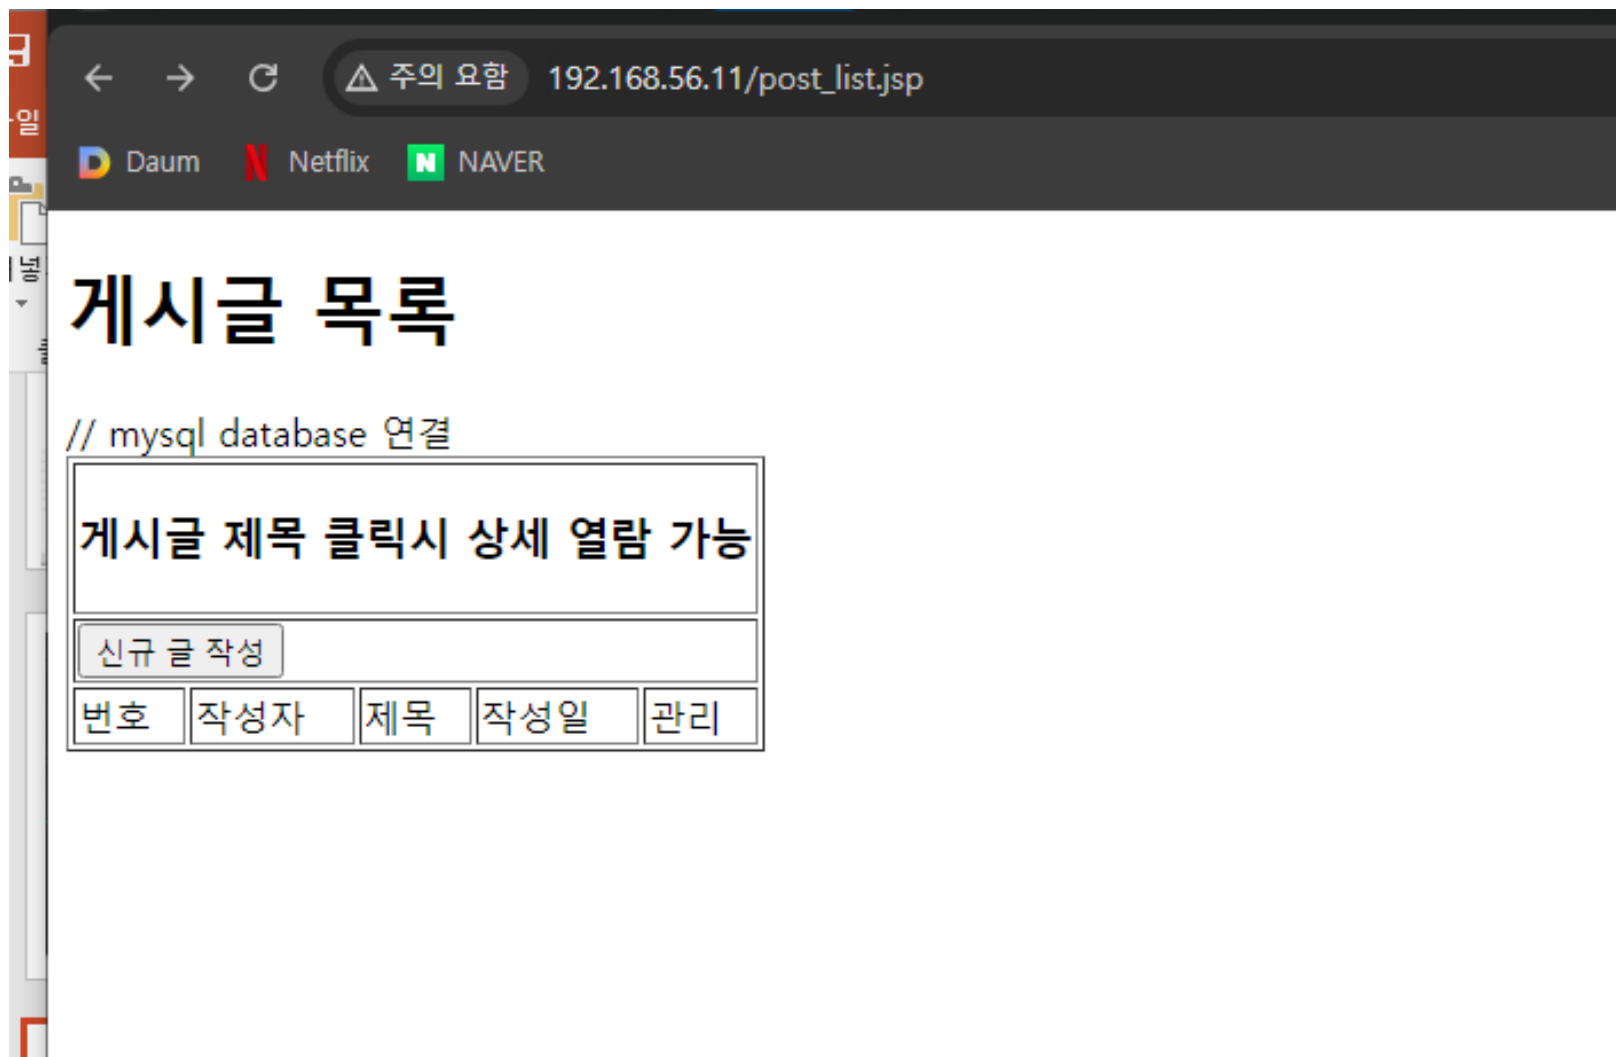 일
주의 요함 192.168.56.11/post_list.jsp
Daum Netflix NAVER
넣
게시글 목록
// mysql database 연결
게시글 제목 클릭시 상세 열람 가능
신규 글 작성
번호 작성자 제목 작성일 관리